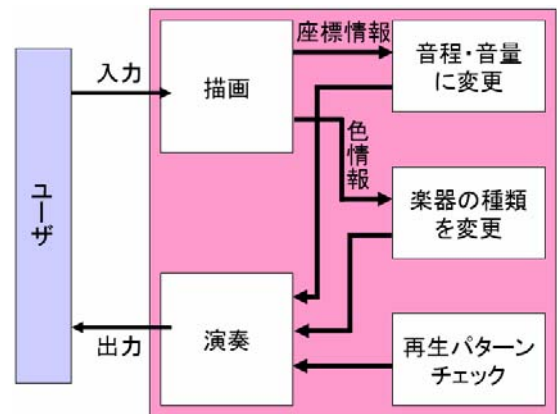 ユーザ
入力
描画
座標情報
音程・音量
に変更
色情報
楽器の種類
を変更
出力
演奏
再生パターン
チェック